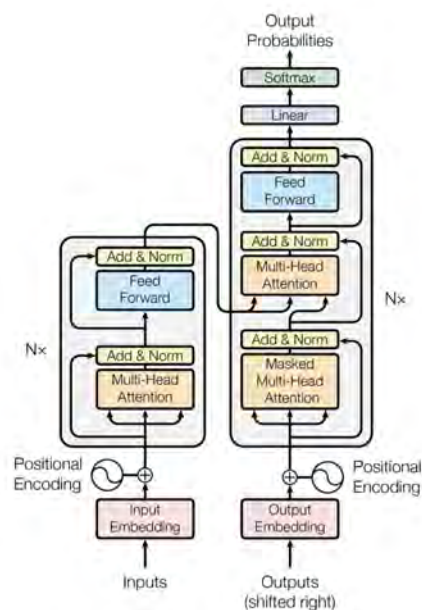 Output
Probabilities
Softmax
Linear
Add & Norm
Feed
Forward
Add & Norm
Multi-Head
Attention
Add & Norm
Masked
Multi-Head
Attention
Nx
Add & Norm
Feed
Forward
Add & Norm
Multi-Head
Attention
Nx
Positional
Encoding
Positional
Encoding
Input
Embedding
Output
Embedding
Inputs
Outputs
(shifted right)